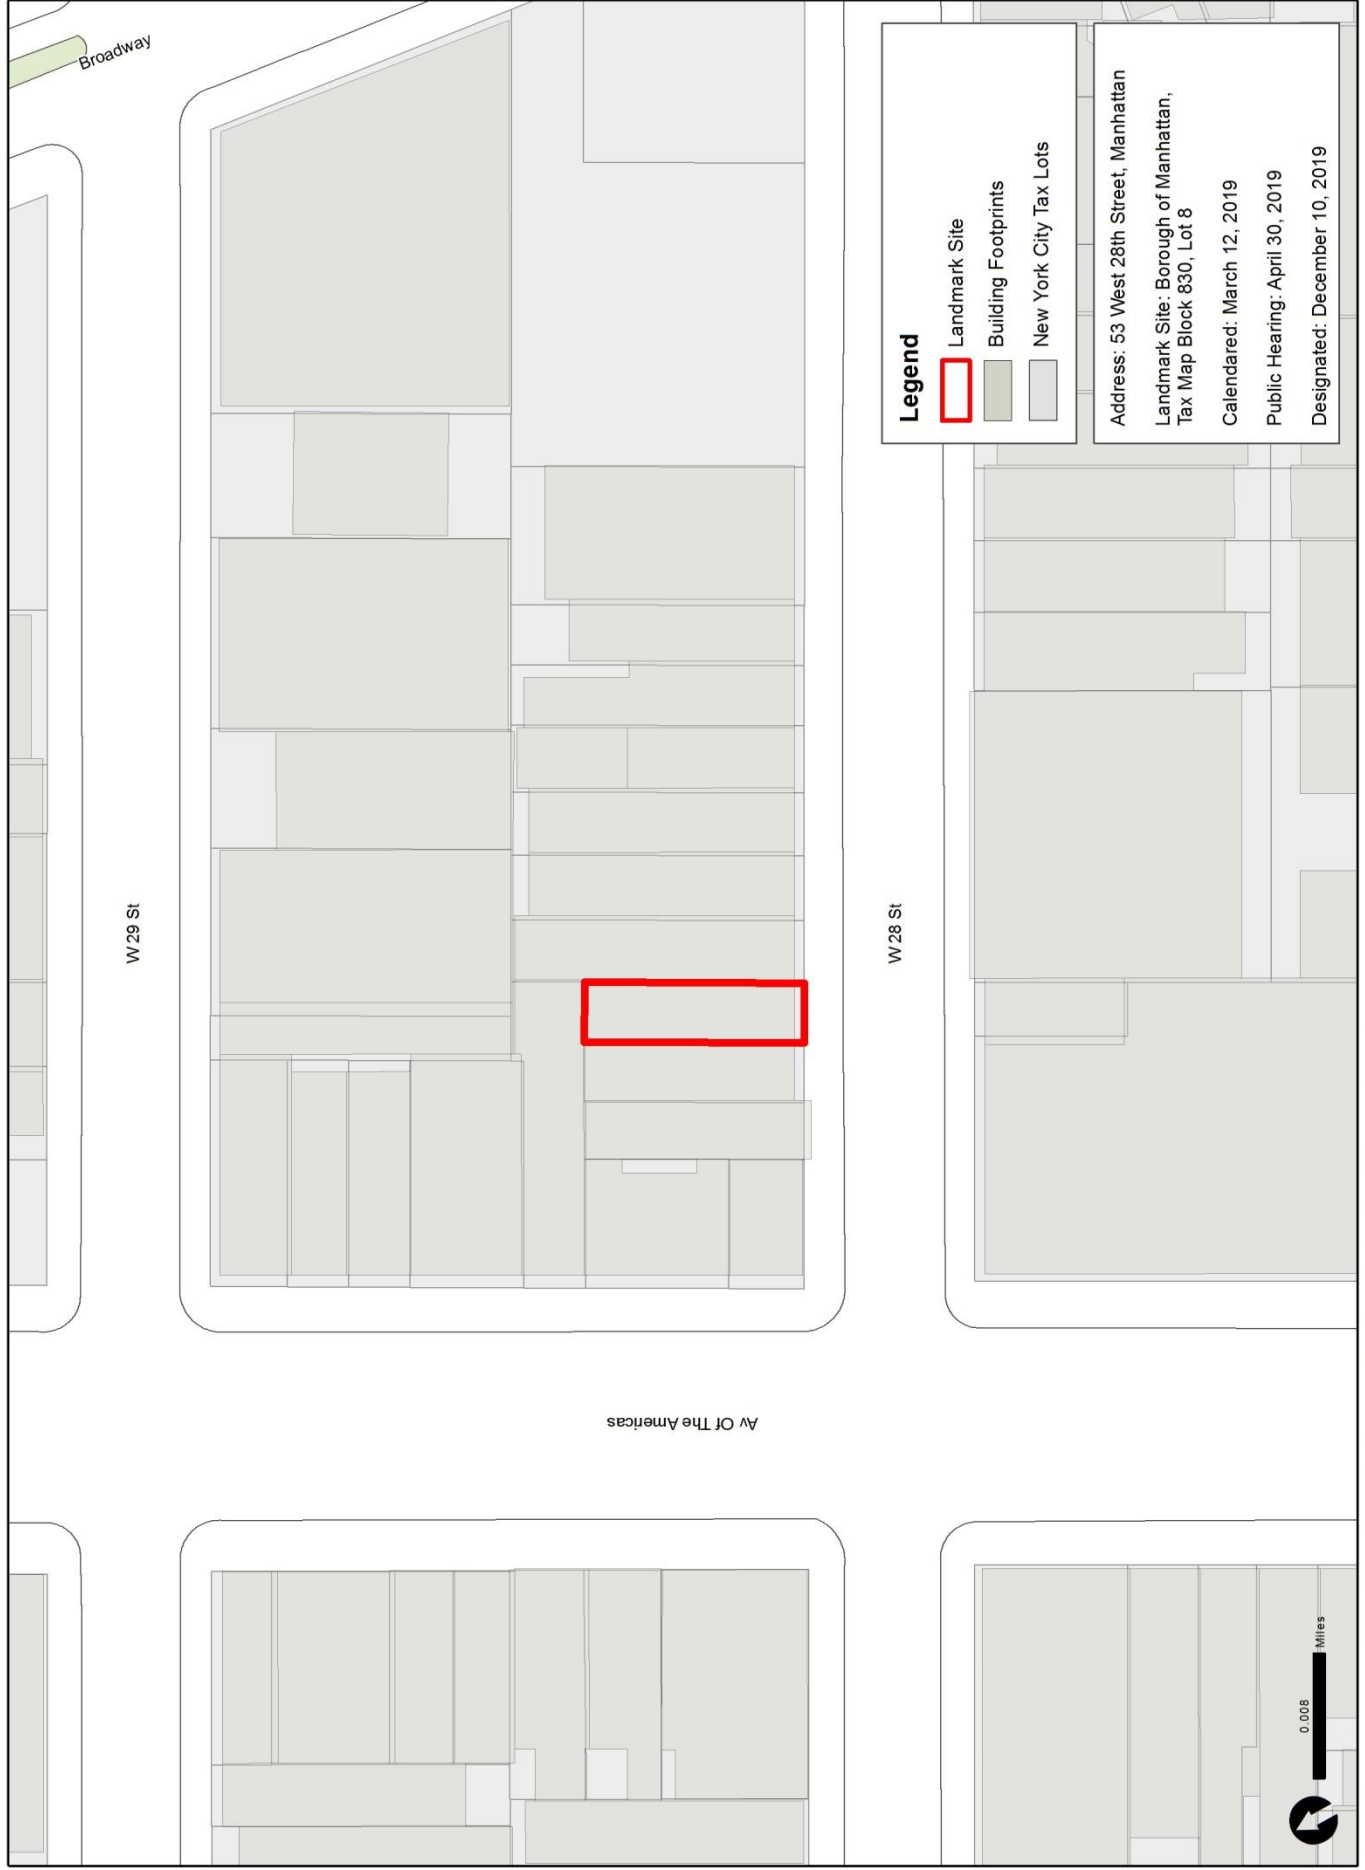 Broadway
W 29 St
W 28 St
Av Of The Americas
Legend
Landmark Site
Building Footprints
New York City Tax Lots
Address: 53 West 28th Street, Manhattan
Landmark Site: Borough of Manhattan,
Tax Map Block 830, Lot 8
Calendared: March 12, 2019
Public Hearing: April 30, 2019
Designated: December 10, 2019
0.008
Miles